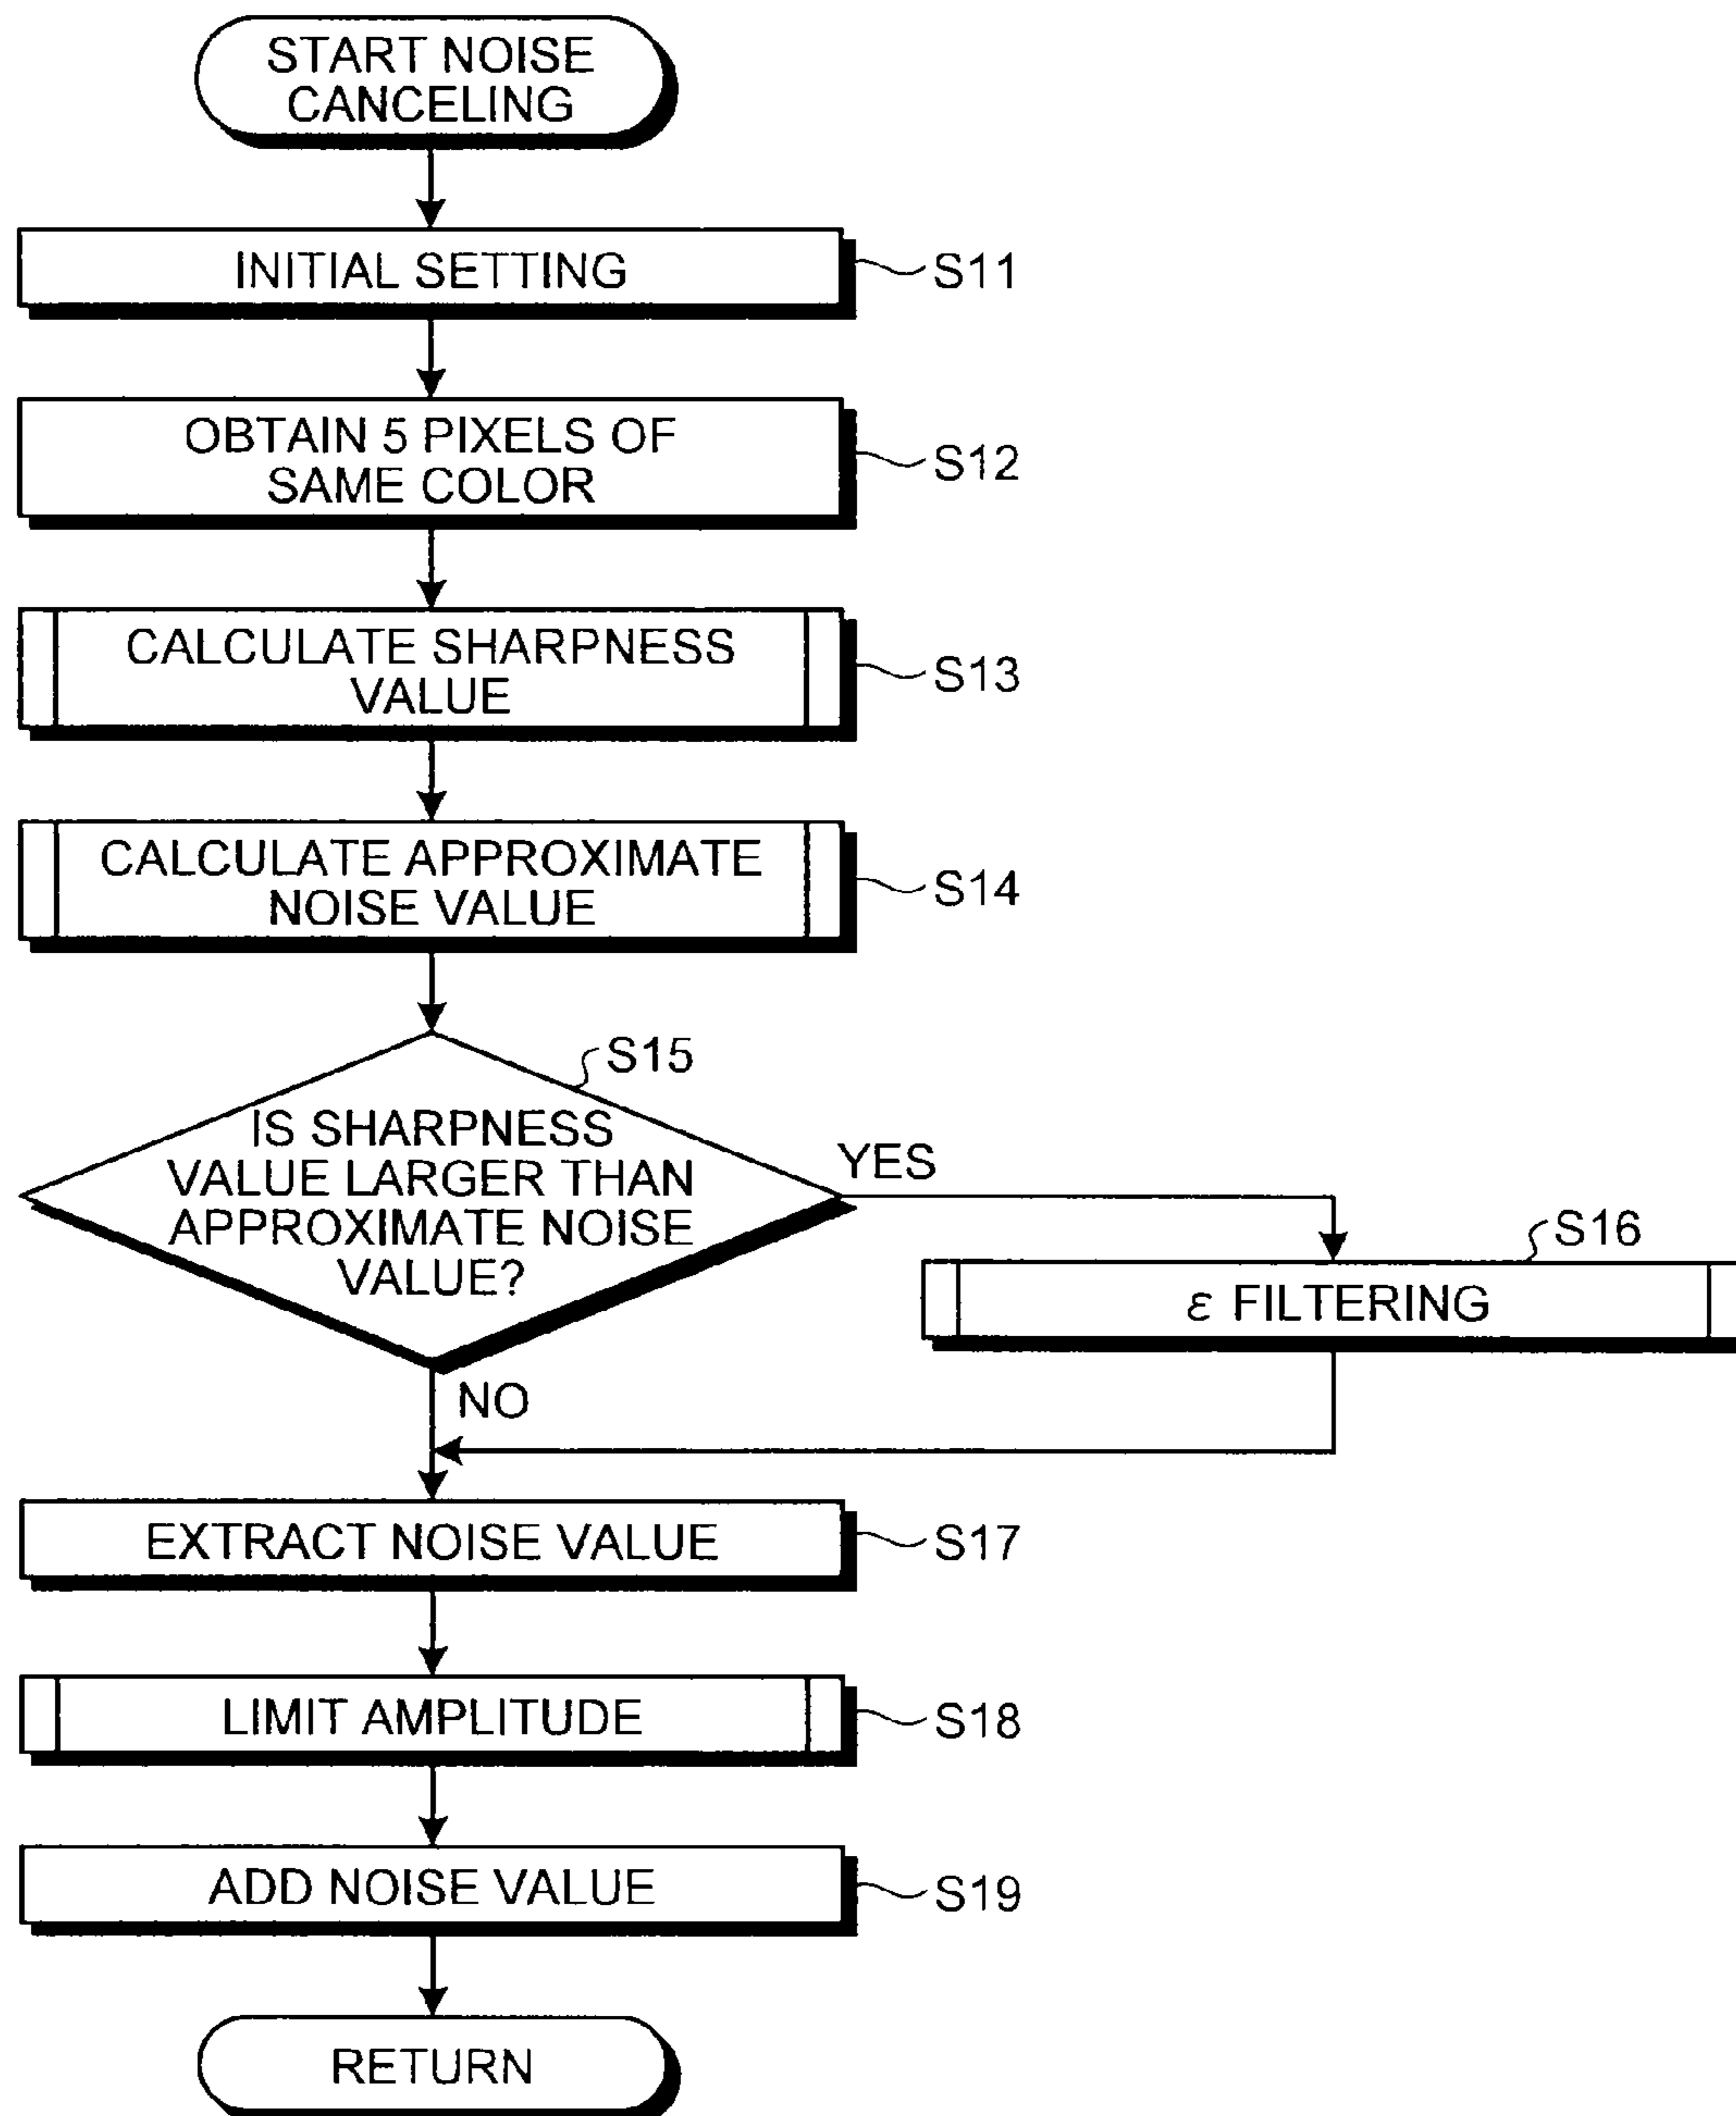 START NOISE
CANCELING
INITIAL SETTING
S11
OBTAIN 5 PIXELS OF
SAME COLOR
S12
CALCULATE SHARPNESS
VALUE
S13
CALCULATE APPROXIMATE
NOISE VALUE
S14
S15
IS SHARPNESS
VALUE LARGER THAN
APPROXIMATE NOISE
VALUE?
YES
S16
ε FILTERING
NO
EXTRACT NOISE VALUE
S17
LIMIT AMPLITUDE
S18
ADD NOISE VALUE
S19
RETURN